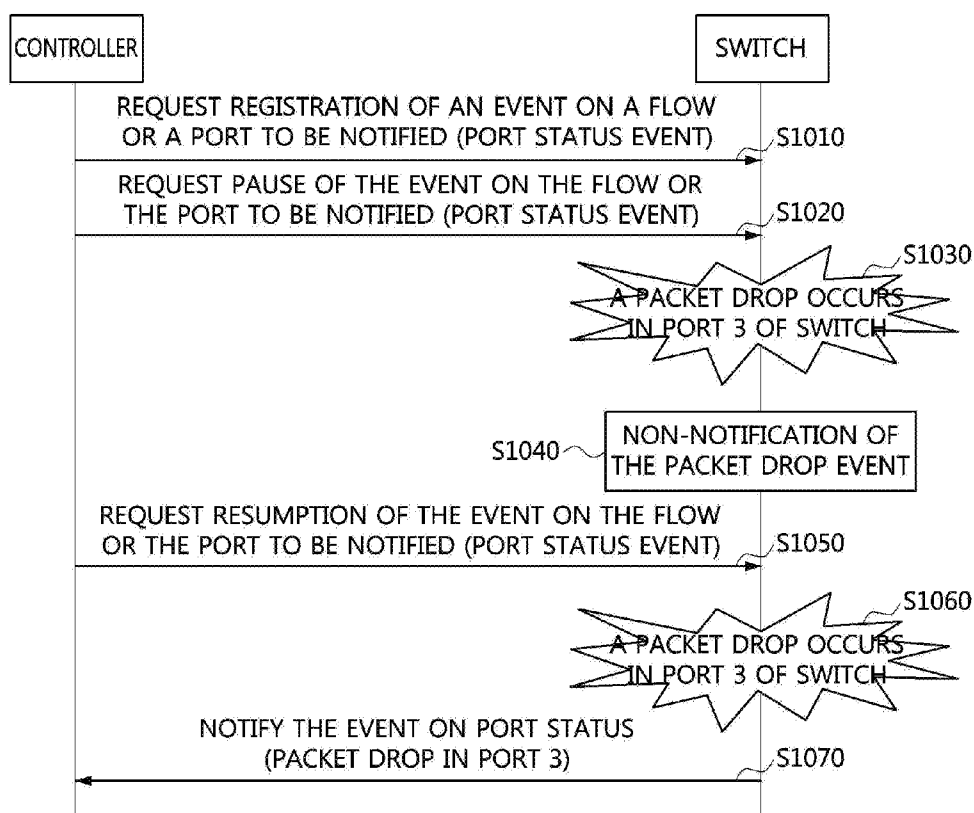 CONTROLLER
SWITCH
REQUEST REGISTRATION OF AN EVENT ON A FLOW
OR A PORT TO BE NOTIFIED (PORT STATUS EVENT)
S1010
REQUEST PAUSE OF THE EVENT ON THE FLOW OR
THE PORT TO BE NOTIFIED (PORT STATUS EVENT)
S1020
S1030
A PACKET DROP OCCURS
IN PORT 3 OF SWITCH
S1040
NON-NOTIFICATION OF
THE PACKET DROP EVENT
REQUEST RESUMPTION OF THE EVENT ON THE FLOW
OR THE PORT TO BE NOTIFIED (PORT STATUS EVENT)
S1050
S1060
A PACKET DROP OCCURS
IN PORT 3 OF SWITCH
NOTIFY THE EVENT ON PORT STATUS
(PACKET DROP IN PORT 3)
S1070